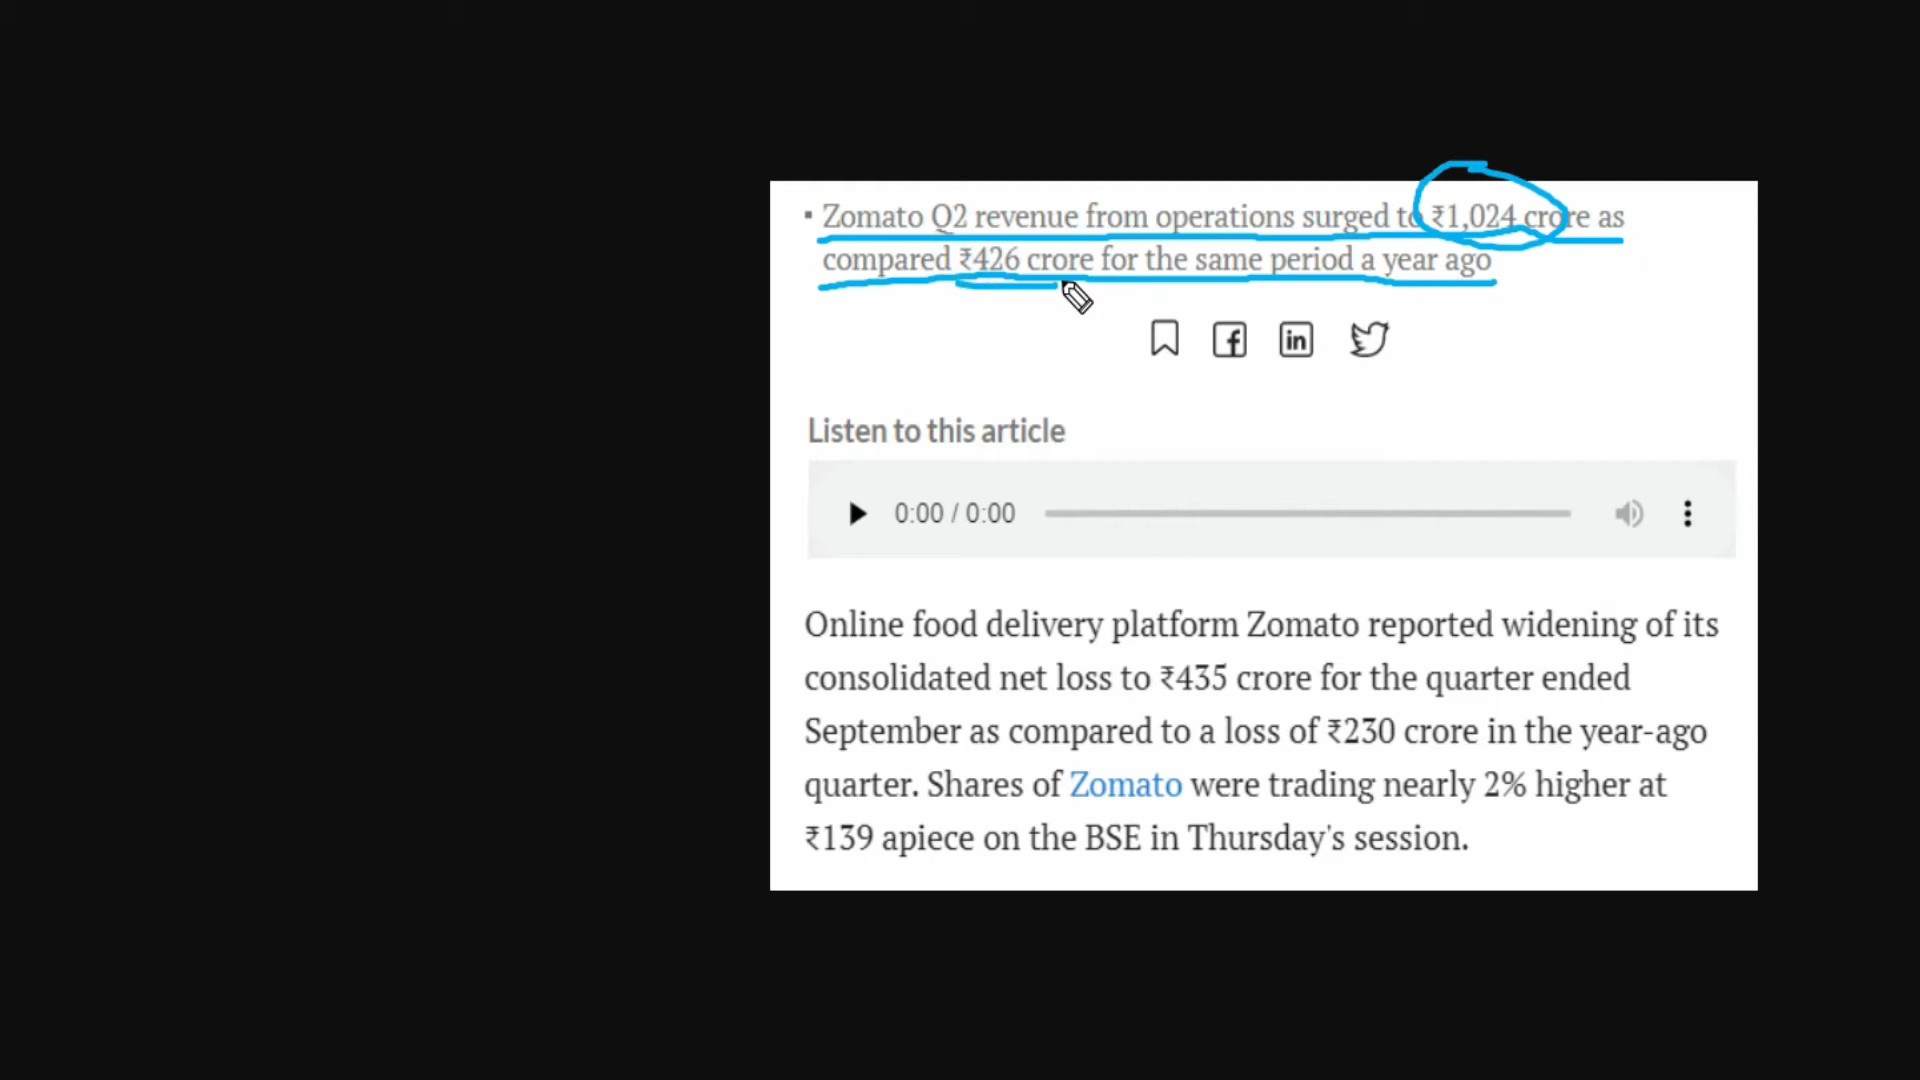 ▪ Zomato Q2 revenue from operations surged to ₹1,024 crore as
compared ₹426 crore for the same period a year ago
Listen to this article
0:00 / 0:00
Online food delivery platform Zomato reported widening of its
consolidated net loss to ₹435 crore for the quarter ended
September as compared to a loss of ₹230 crore in the year-ago
quarter. Shares of Zomato were trading nearly 2% higher at
₹139 apiece on the BSE in Thursday's session.